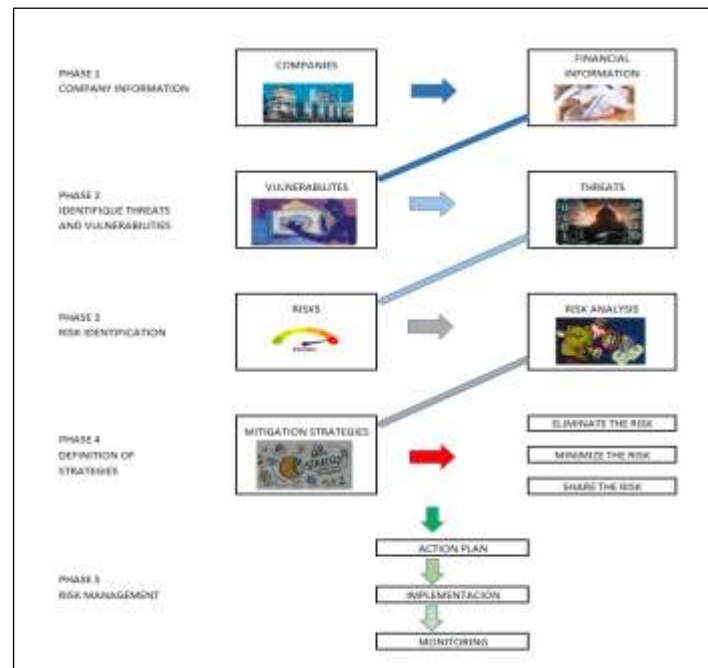 PHASE 1
COMPANY INFORMATION
COMPANIES
FINANCIAL
INFORMATION
PHASE 2
IDENTIFIQUE THREATS
AND VULNERABILITIES
VULNERABILITES
THREATS
PHASE 3
RISK IDENTIFICATION
RISKS
RISK ANALYSIS
PHASE 4
DEFINITION OF
STRATEGIES
MITIGATION STRATEGIES
STRATEGY
ELIMINATE THE RISK
MINIMIZE THE RISK
SHARE THE RISK
PHASE 5
RISK MANAGEMENT
ACTION PLAN
IMPLEMENTACION
MONITORING